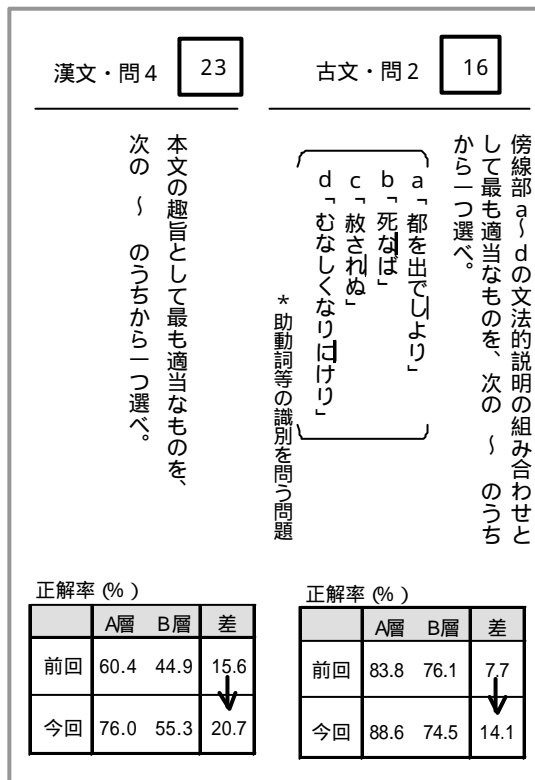 古文・問2
16
傍線部a～dの文法的説明の組み合わせと
して最も適当なものを、次の ～ のうち
から一つ選べ。
a「都を出でしより」
b「死なば」
c「赦されぬ」
d「むなしくなりにけり」
*助動詞等の識別を問う問題
正解率(%)
A層 B層 差
前回 83.8 76.1 7.7
今回 88.6 74.5 14.1
漢文・問4
23
本文の趣旨として最も適当なものを、
次の ～ のうちから一つ選べ。
正解率(%)
A層 B層 差
前回 60.4 44.9 15.6
今回 76.0 55.3 20.7